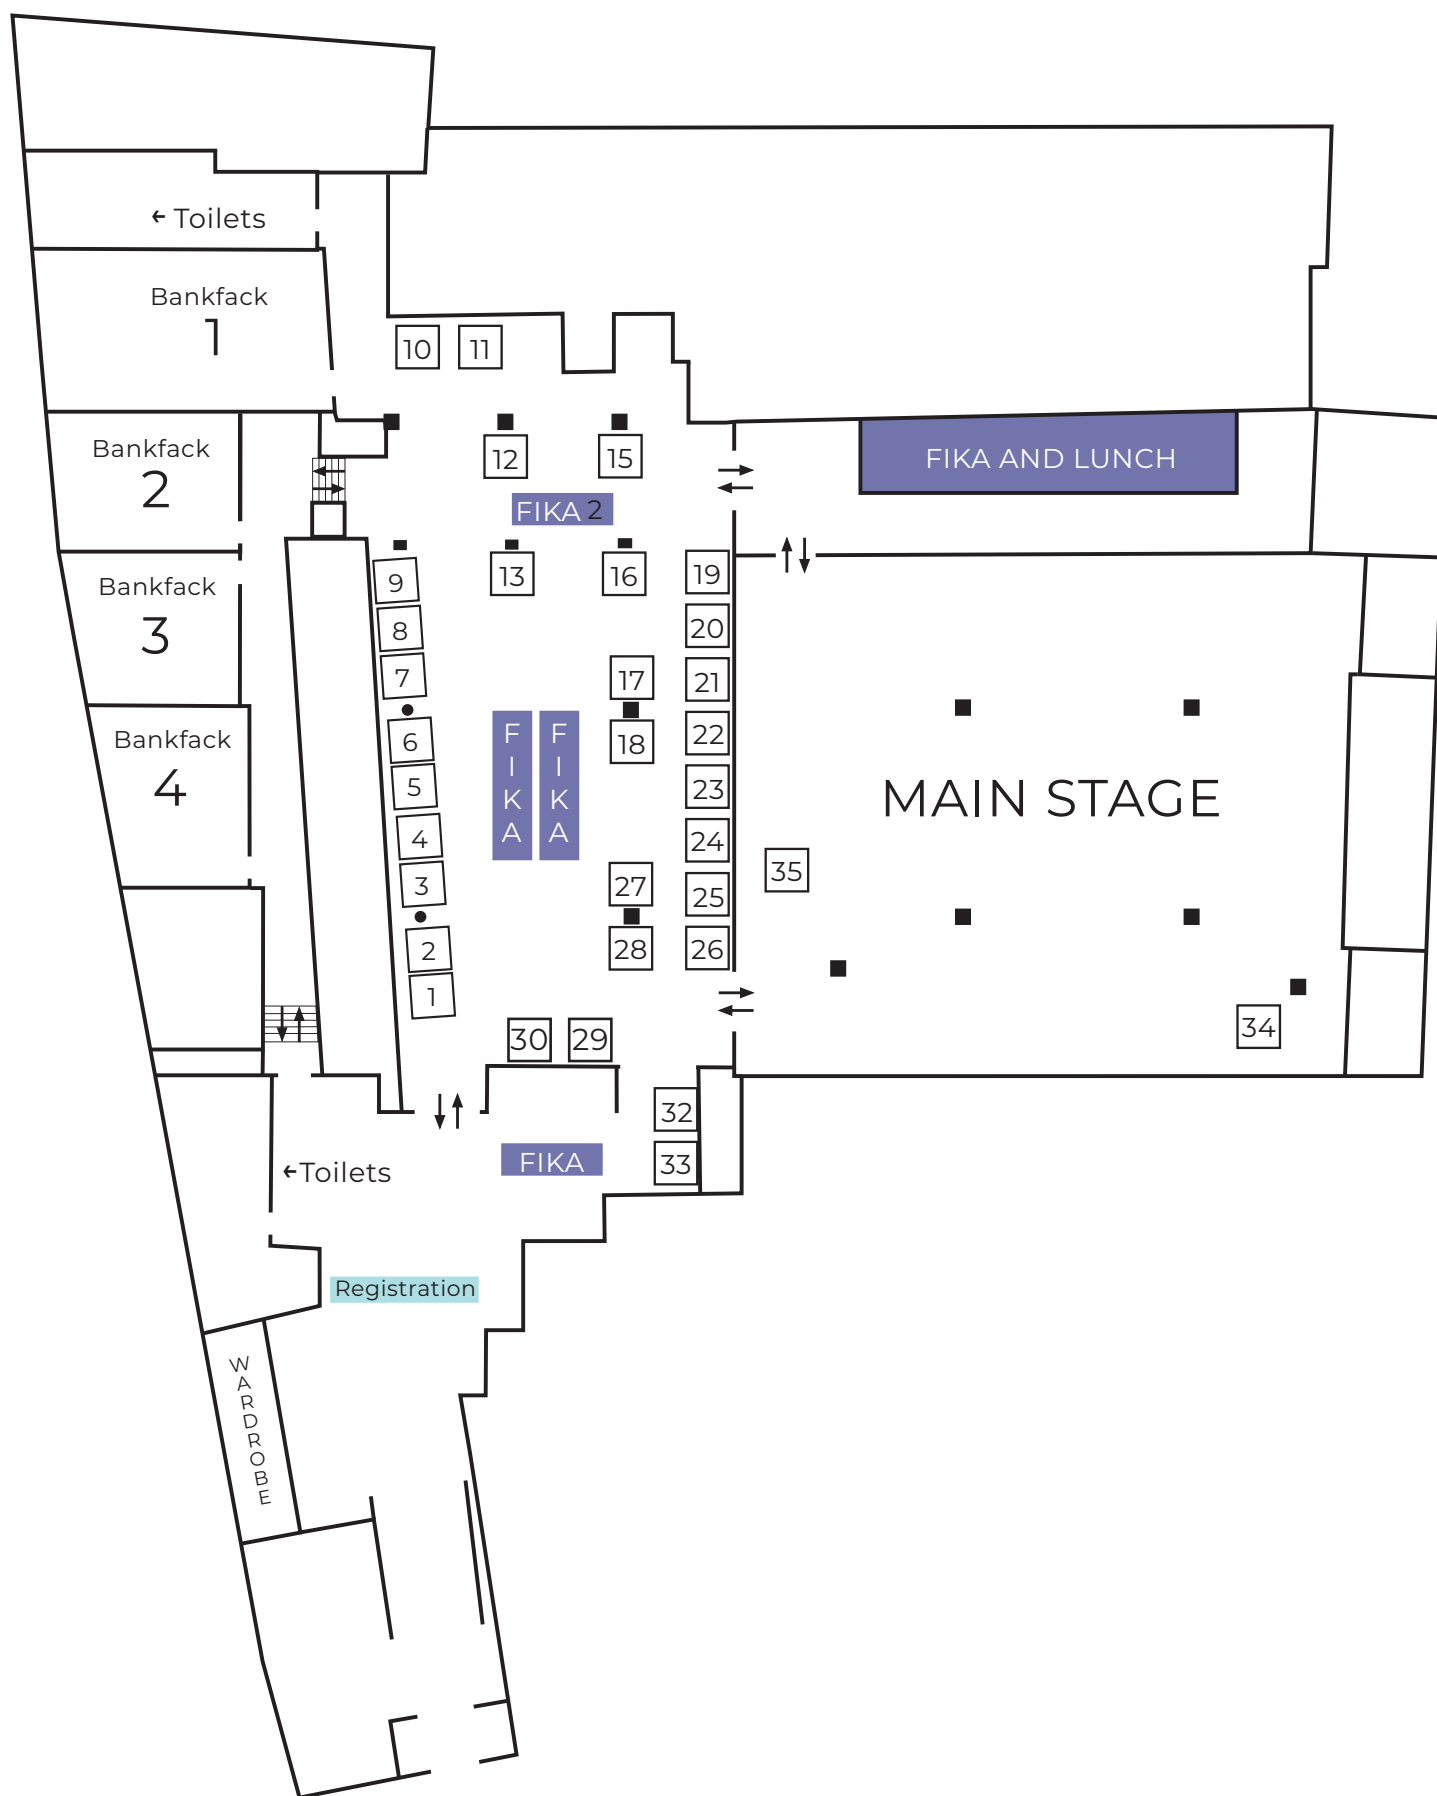 ← Toilets
Bankfack
1
10
11
Bankfack
2
12
15
FIKA AND LUNCH
FIKA 2
Bankfack
3
9
13
16
19
8
20
7
17
21
Bankfack
4
6
F
I
K
A
F
I
K
A
18
22
5
23
MAIN STAGE
4
24
3
27
25
35
2
28
26
1
30
29
34
32
←Toilets
FIKA
33
Registration
WARDROBE